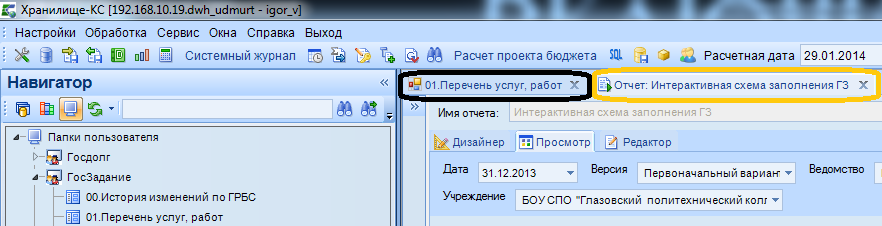 Хранилище-КС [192.168.10.19.dwh_udmurt - igor_v]
Настройки Обработка Сервис Окна Справка Выход
Системный журнал Расчет проекта бюджета SQL Расчетная дата 29.01.2014
Навигатор
Папки пользователя
Госдолг
ГосЗадание
00.История изменений по ГРБС
01.Перечень услуг, работ
01.Перечень услуг, работ Отчет: Интерактивная схема заполнения ГЗ
Имя отчета: Интерактивная схема заполнения ГЗ
Дизайнер Просмотр Редактор
Дата 31.12.2013 Версия Первоначальный вариант Ведомство
Учреждение БОУ СПО "Глазовский политехнический колл